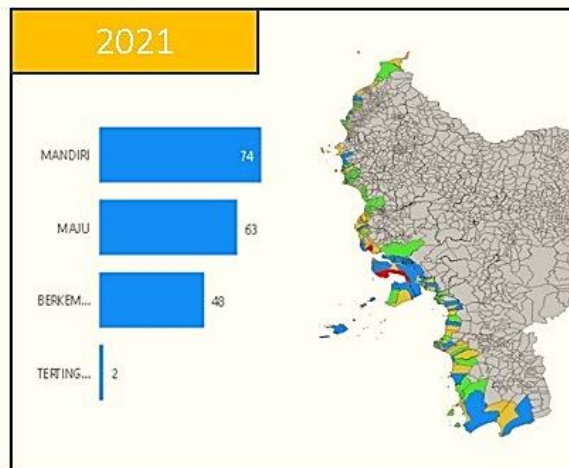 2021
MANDIRI 74
MAJU 63
BERKEM... 48
TERTING... 2